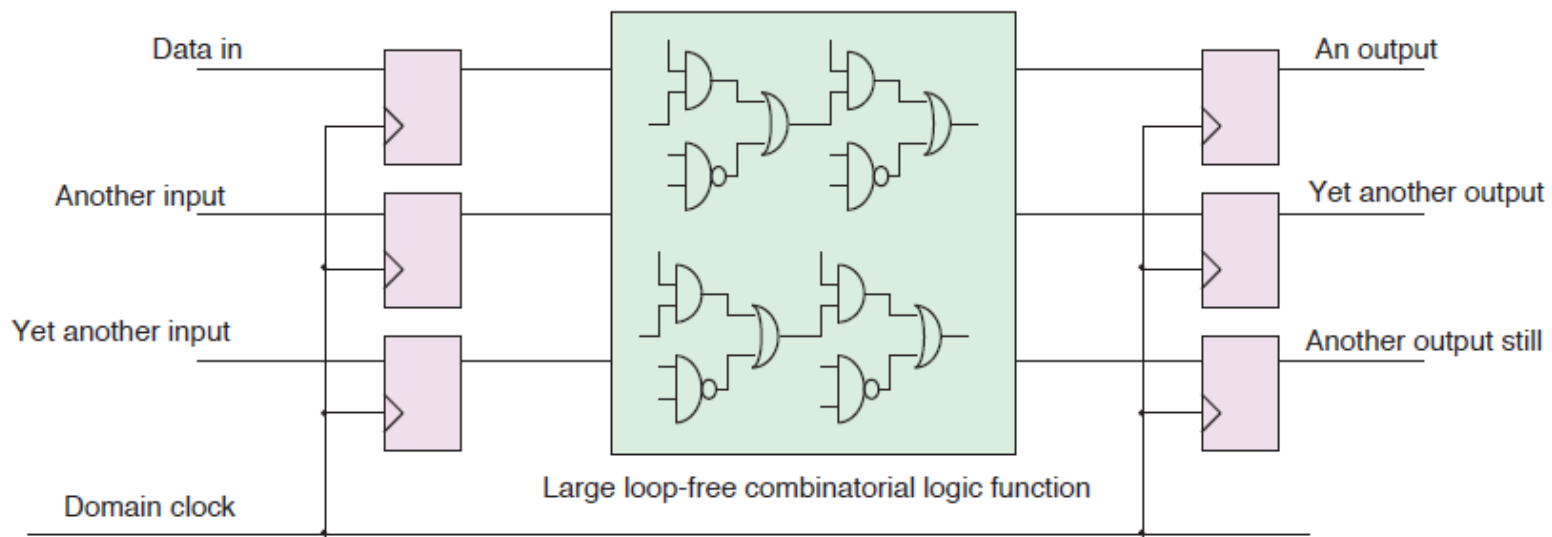 Data in
An output
Another input
Yet another output
Yet another input
Another output still
Large loop-free combinatorial logic function
Domain clock